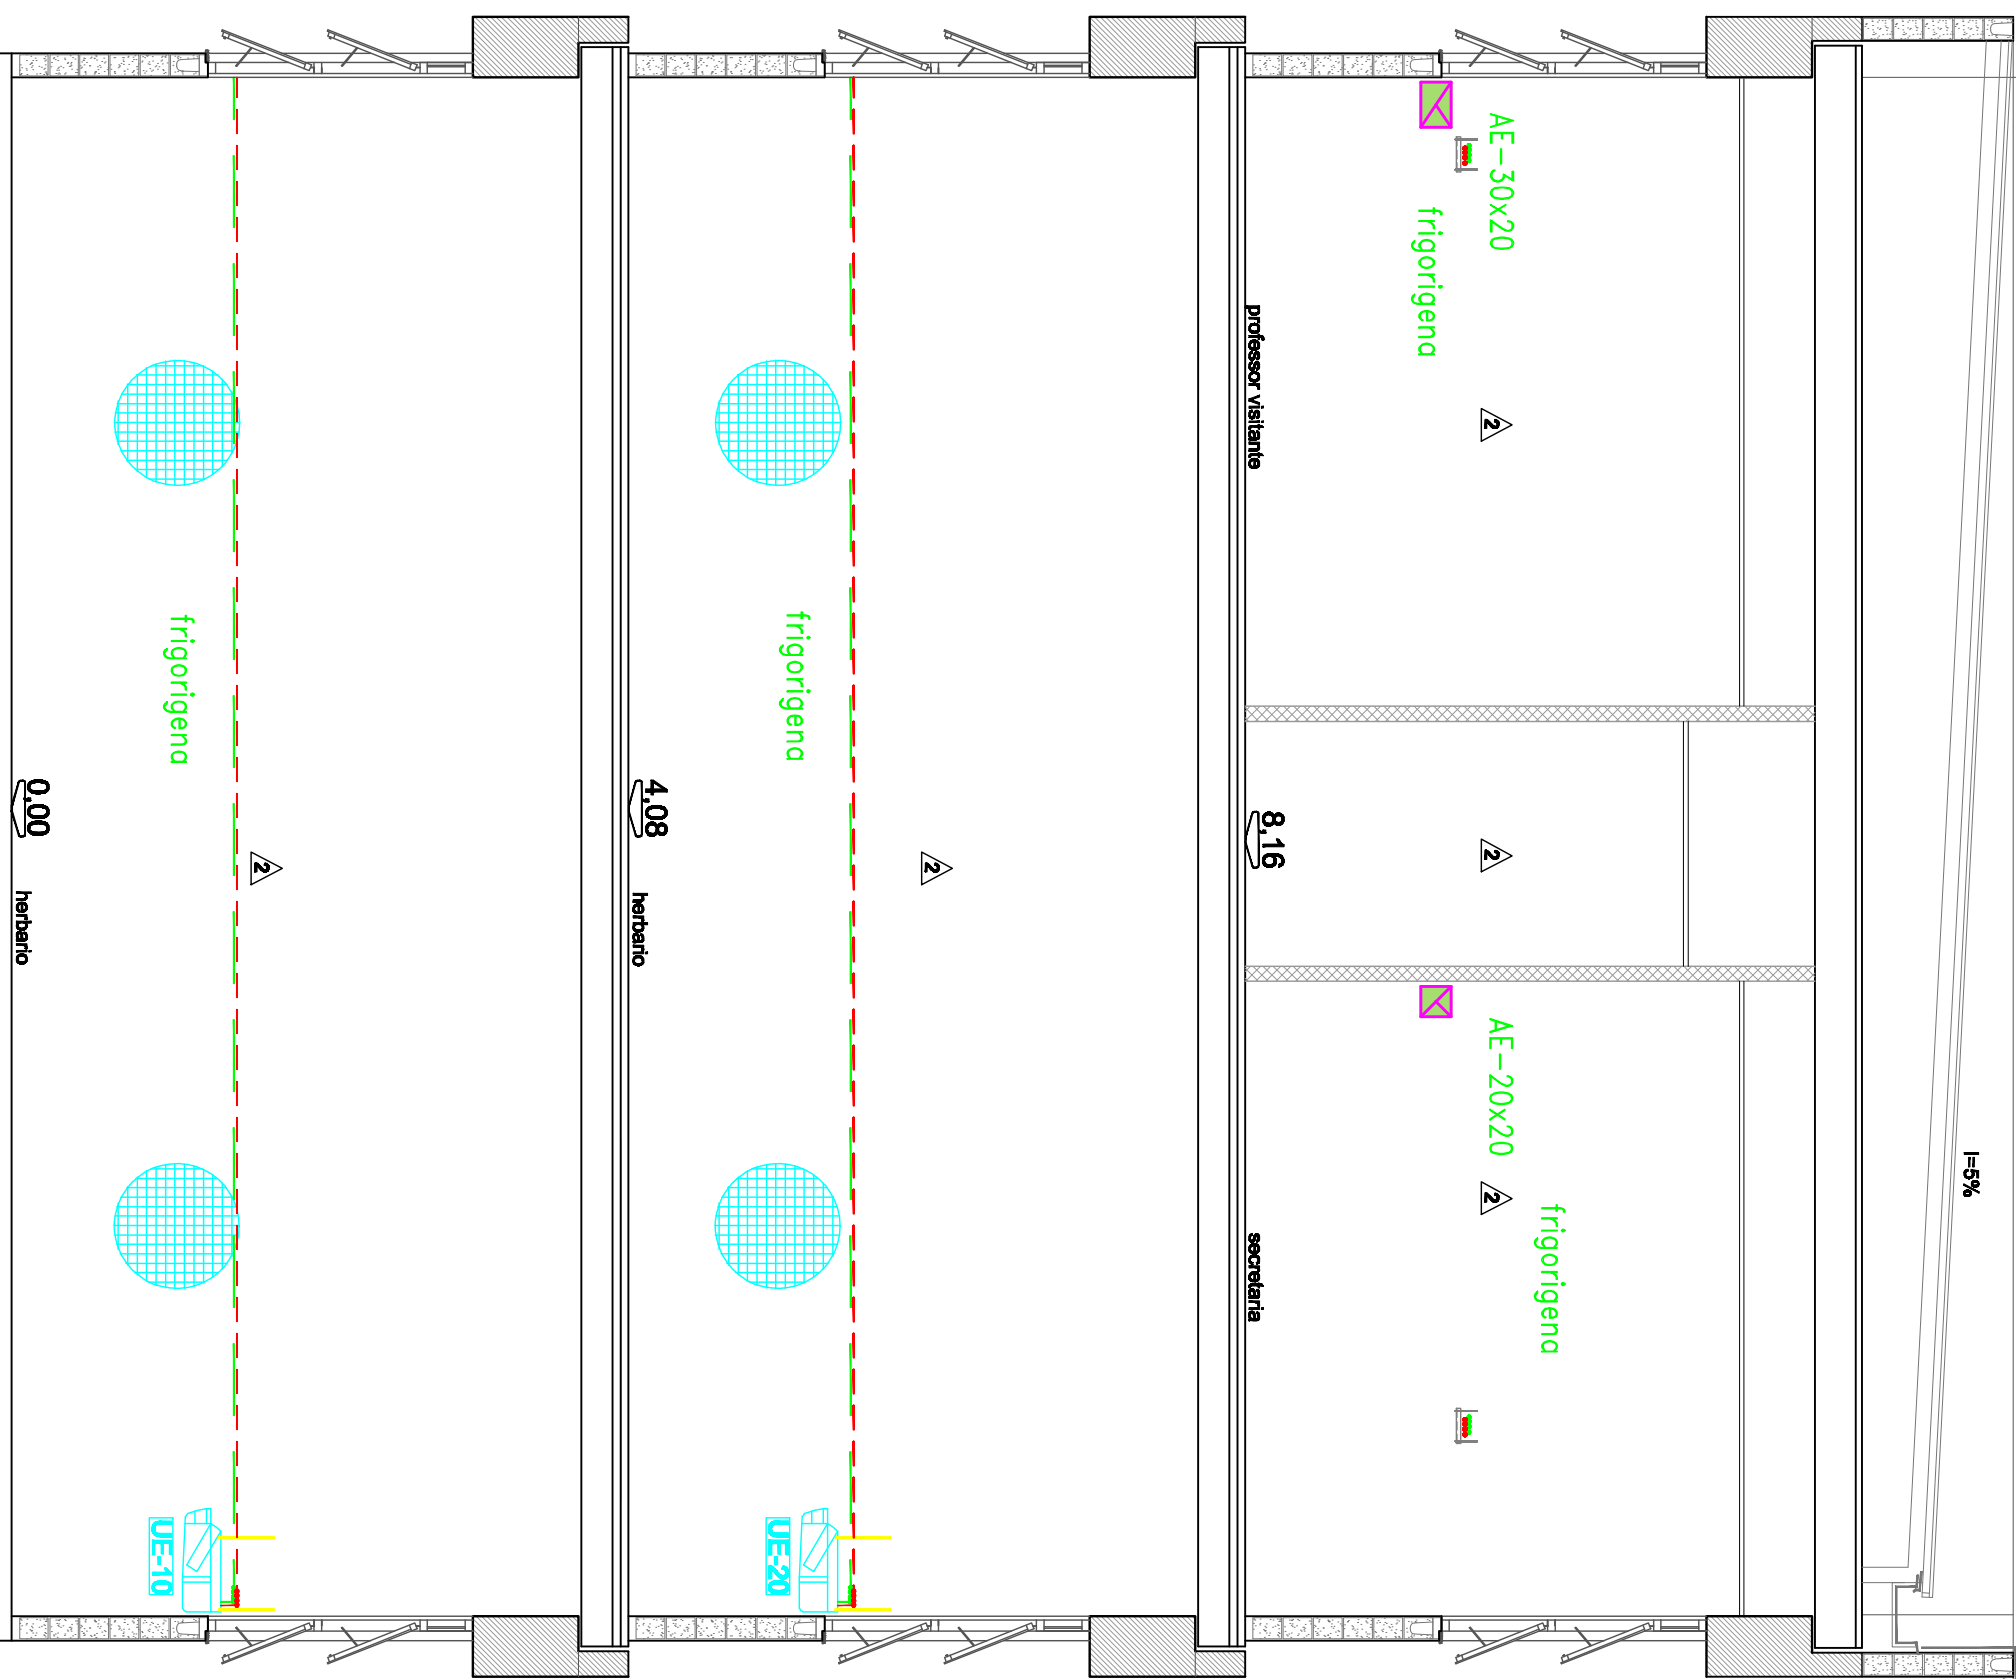 I=5%
AE-30x20
frigorigena
2
professor visitante
2
8,16
AE-20x20
2
frigorigena
secretaria
frigorigena
2
4,08
herbario
UE-20
frigorigena
2
0,00
herbario
UE-10